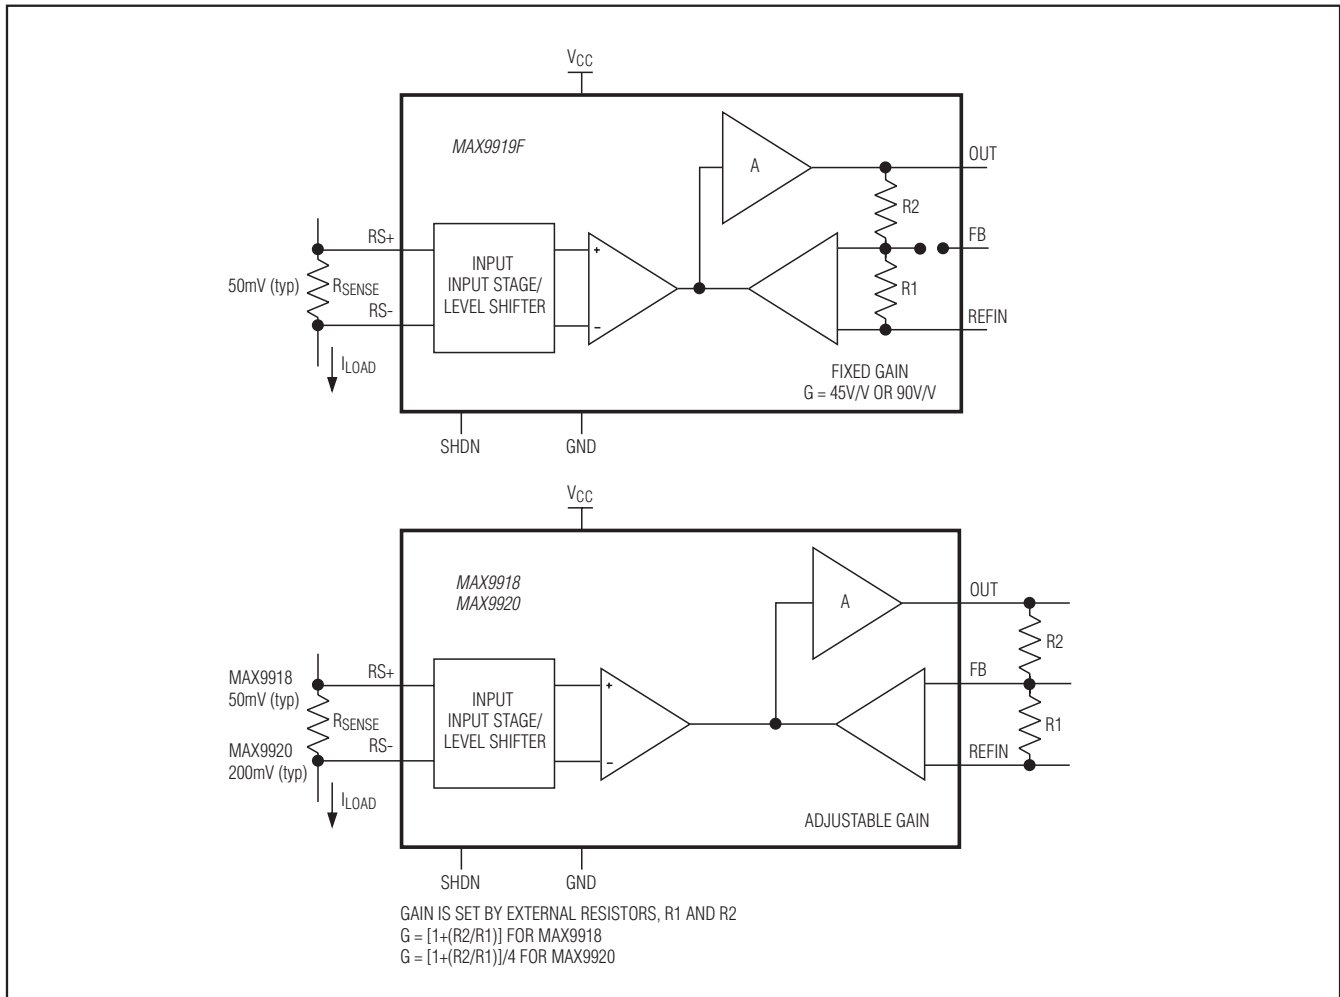 VCC
MAX9919F
A
OUT
R2
FB
RS+
INPUT
INPUT STAGE/
LEVEL SHIFTER
+
-
50mV (typ)
RSENSE
R1
RS-
REFIN
ILOAD
FIXED GAIN
G = 45V/V OR 90V/V
SHDN
GND
VCC
MAX9918
MAX9920
A
OUT
R2
MAX9918
50mV (typ)
RS+
INPUT
INPUT STAGE/
LEVEL SHIFTER
+
-
FB
RSENSE
R1
MAX9920
200mV (typ)
RS-
REFIN
ILOAD
ADJUSTABLE GAIN
SHDN
GND
GAIN IS SET BY EXTERNAL RESISTORS, R1 AND R2
G = [1+(R2/R1)] FOR MAX9918
G = [1+(R2/R1)]/4 FOR MAX9920